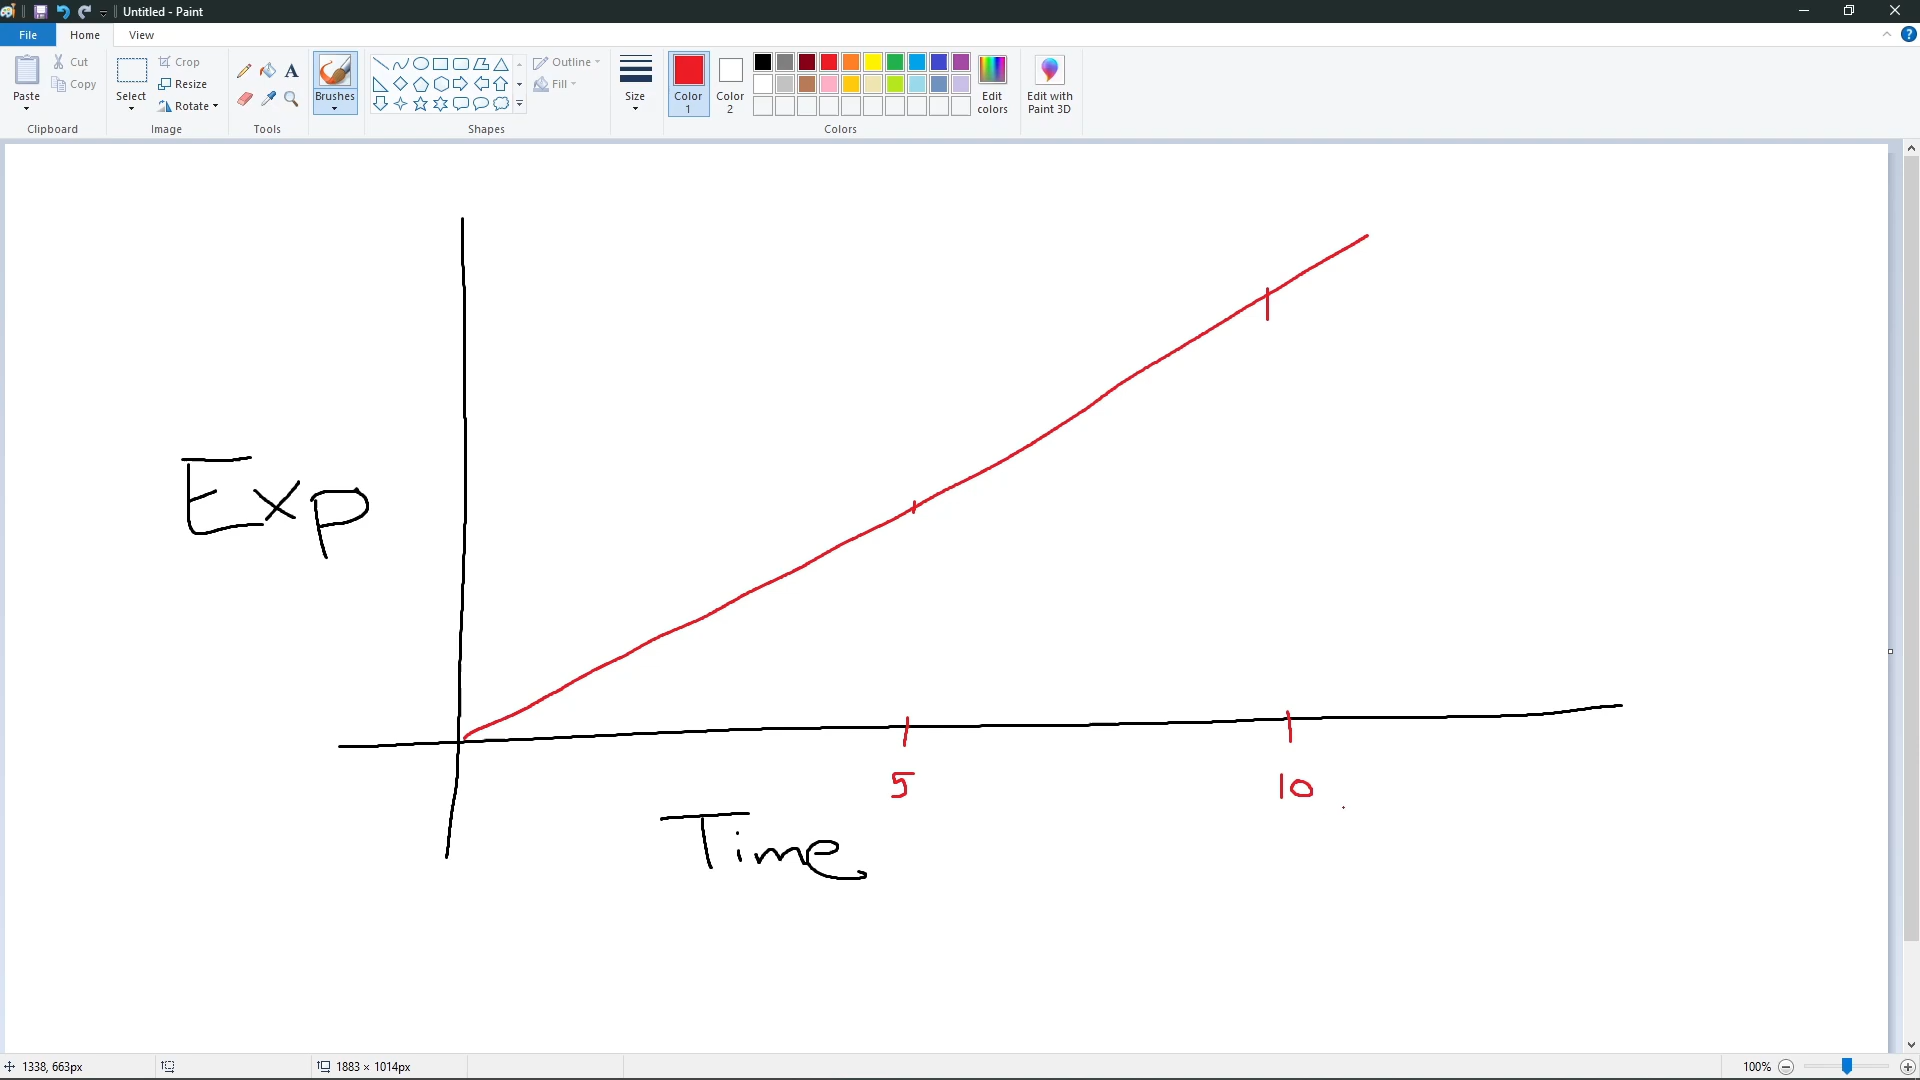 Untitled - Paint
File Home View
Paste
Cut
Copy
Clipboard
Select
Crop
Resize
Rotate
Image
A
Tools
Brushes
Shapes
Outline
Fill
Size
Color 1
Color 2
Edit colors
Colors
Edit with Paint 3D
Exp
5
10
Time
1338, 663px
1883 × 1014px
100%